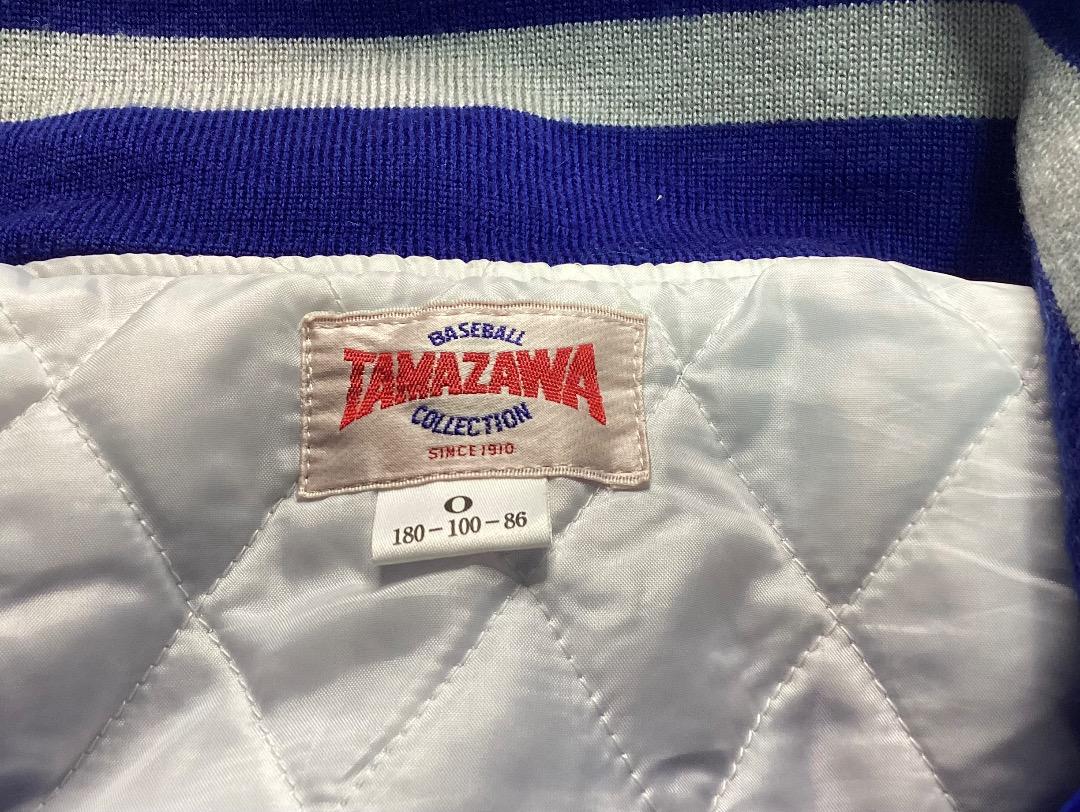 BASEBALL
TAMAZAWA
COLLECTION
SINCE 1910
O
180-100-86